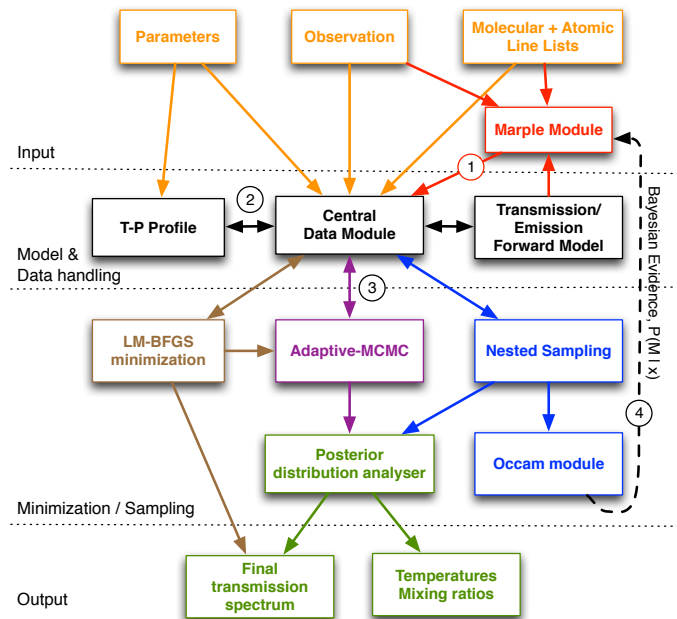 Parameters
Observation
Molecular + Atomic
Line Lists
Marple Module
Input
1
2
T-P Profile
Central
Data Module
Transmission/
Emission
Forward Model
Model &
Data handling
Bayesian Evidence, P(M | x)
3
LM-BFGS
minimization
Adaptive-MCMC
Nested Sampling
4
Posterior
distribution analyser
Occam module
Minimization / Sampling
Final
transmission
spectrum
Temperatures
Mixing ratios
Output